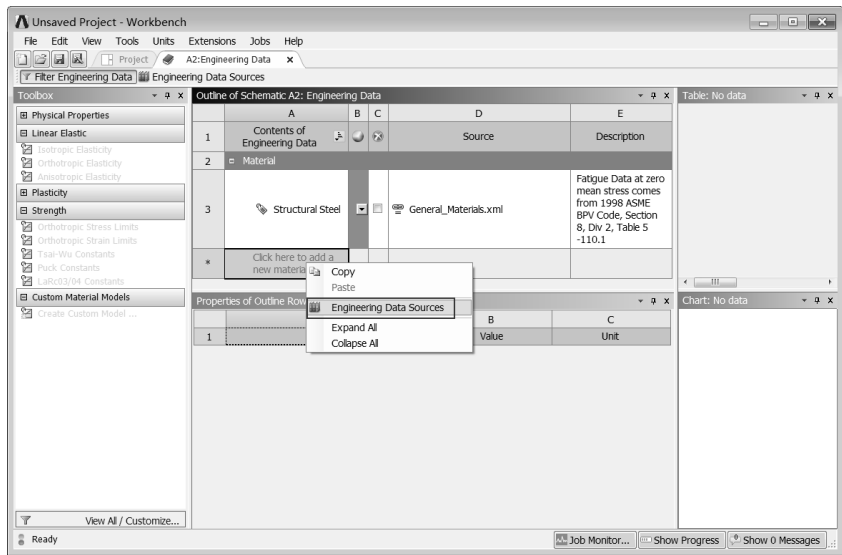 Unsaved Project - Workbench
File Edit View Tools Units Extensions Jobs Help
Project A2:Engineering Data
Filter Engineering Data Engineering Data Sources
Toolbox
Physical Properties
Linear Elastic
Isotropic Elasticity
Orthotropic Elasticity
Anisotropic Elasticity
Plasticity
Strength
Orthotropic Stress Limits
Orthotropic Strain Limits
Tsai-Wu Constants
Puck Constants
LaRc03/04 Constants
Custom Material Models
Create Custom Model ...
View All / Customize...
Outline of Schematic A2: Engineering Data
A B C D E
1 Contents of Engineering Data Source Description
2 Material
3 Structural Steel General_Materials.xml
Fatigue Data at zero
mean stress comes
from 1998 ASME
BPV Code, Section
8, Div 2, Table 5
-110.1
* Click here to add a
new materia
Copy
Paste
Engineering Data Sources
Expand All
Collapse All
Properties of Outline Row
B C
1 Value Unit
Table: No data
Chart: No data
Ready
Job Monitor... Show Progress Show 0 Messages